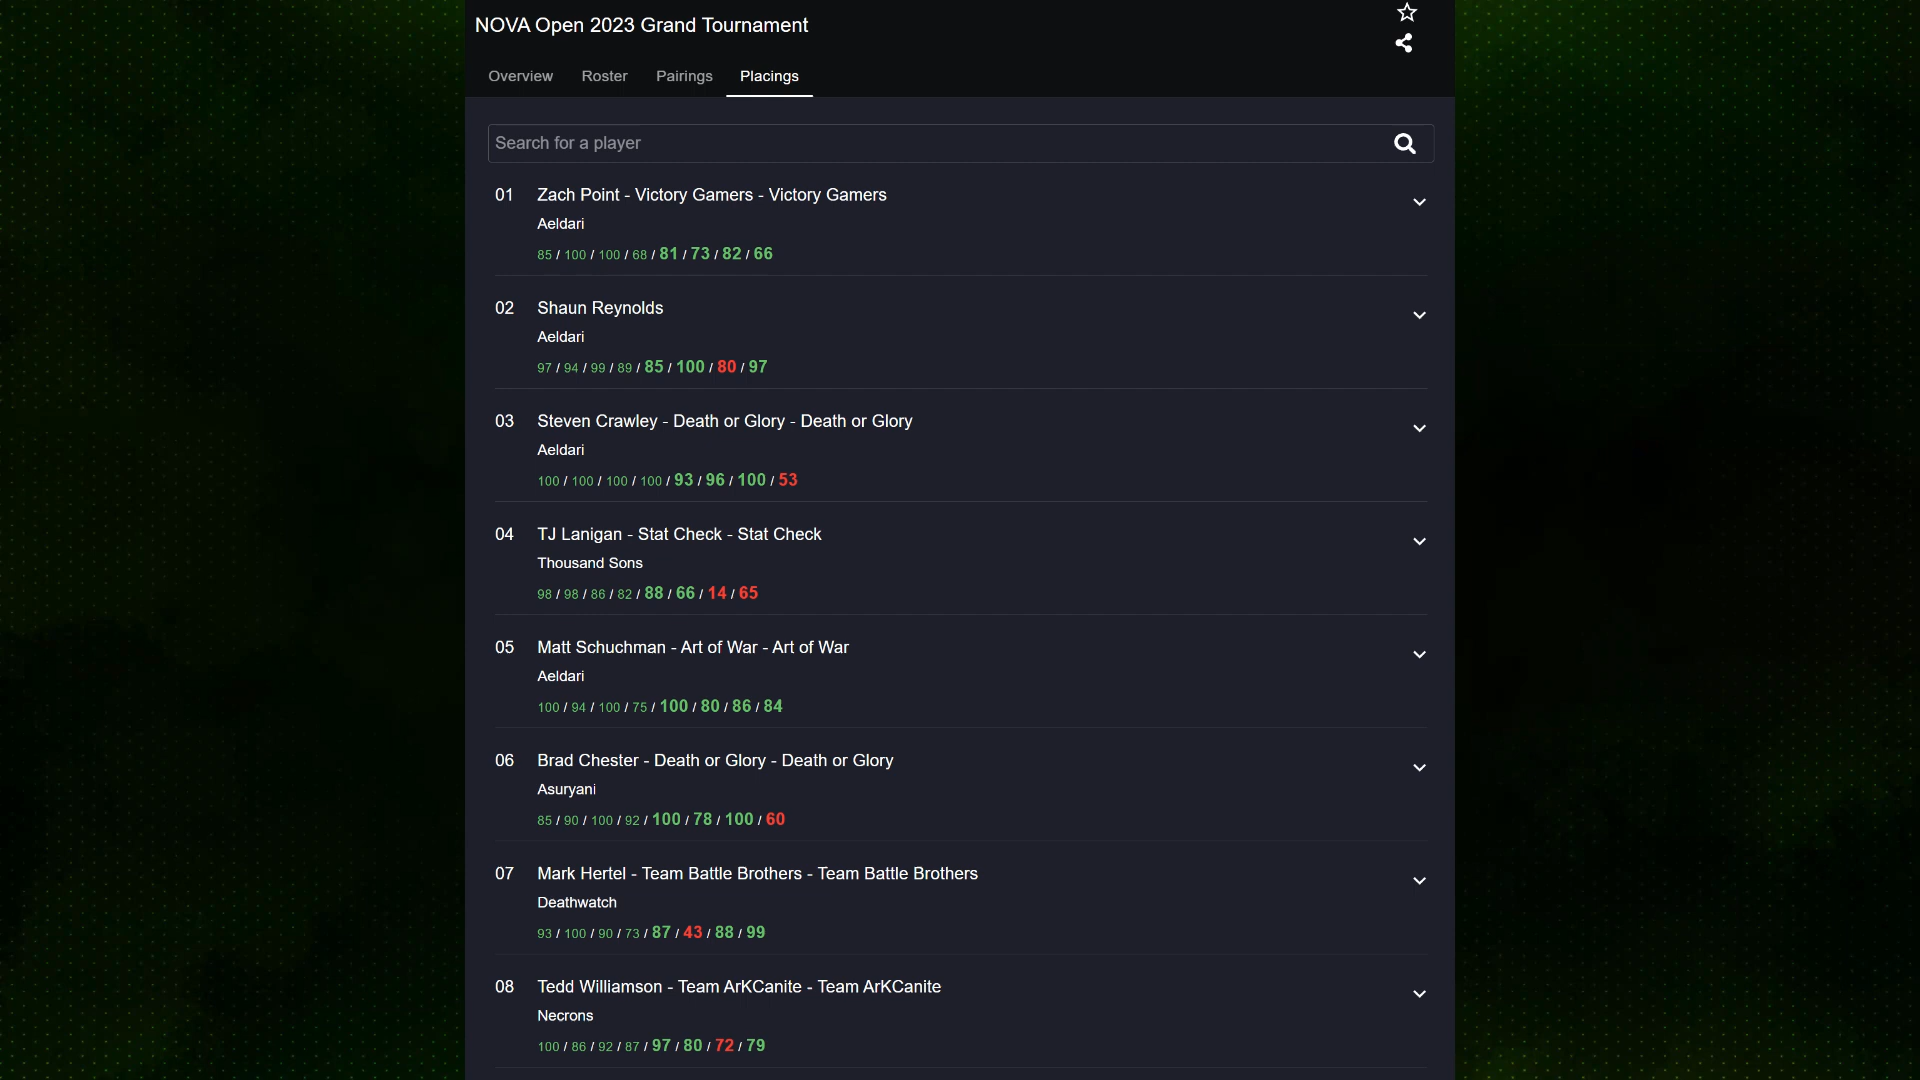 NOVA Open 2023 Grand Tournament
Overview Roster Pairings Placings
Search for a player
01 Zach Point - Victory Gamers - Victory Gamers
Aeldari
85 / 100 / 100 / 68 / 81 / 73 / 82 / 66
02 Shaun Reynolds
Aeldari
97 / 94 / 99 / 89 / 85 / 100 / 80 / 97
03 Steven Crawley - Death or Glory - Death or Glory
Aeldari
100 / 100 / 100 / 100 / 93 / 96 / 100 / 53
04 TJ Lanigan - Stat Check - Stat Check
Thousand Sons
98 / 98 / 86 / 82 / 88 / 66 / 14 / 65
05 Matt Schuchman - Art of War - Art of War
Aeldari
100 / 94 / 100 / 75 / 100 / 80 / 86 / 84
06 Brad Chester - Death or Glory - Death or Glory
Asuryani
85 / 90 / 100 / 92 / 100 / 78 / 100 / 60
07 Mark Hertel - Team Battle Brothers - Team Battle Brothers
Deathwatch
93 / 100 / 90 / 73 / 87 / 43 / 88 / 99
08 Tedd Williamson - Team ArKCanite - Team ArKCanite
Necrons
100 / 86 / 92 / 87 / 97 / 80 / 72 / 79